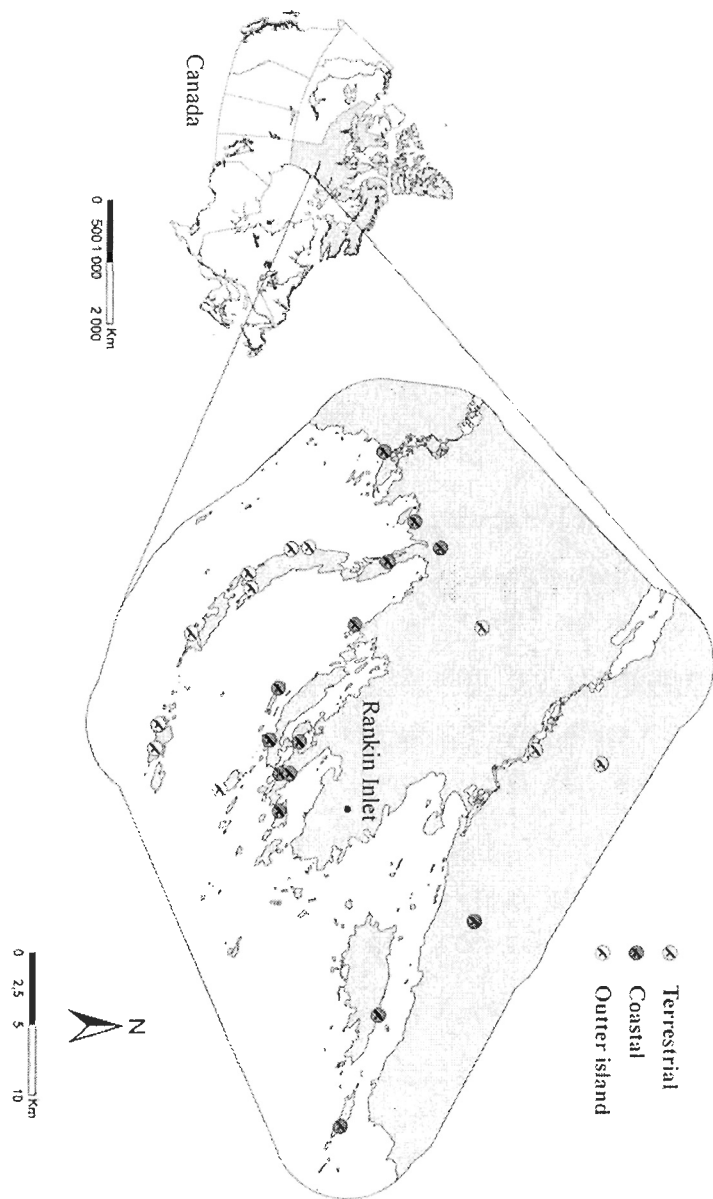 Terrestrial
Coastal
Outter island
Rankin Inlet
Canada
0 500 1 000 2 000
Km
N
0 2,5 5 10
Km